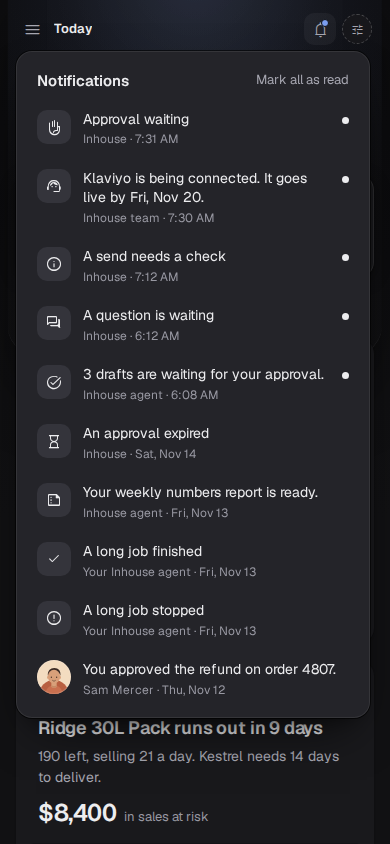 Today
Notifications
Mark all as read
Approval waiting
Inhouse · 7:31 AM
Klaviyo is being connected. It goes
live by Fri, Nov 20.
Inhouse team · 7:30 AM
A send needs a check
Inhouse · 7:12 AM
A question is waiting
Inhouse · 6:12 AM
3 drafts are waiting for your approval.
Inhouse agent · 6:08 AM
An approval expired
Inhouse · Sat, Nov 14
Your weekly numbers report is ready.
Inhouse agent · Fri, Nov 13
A long job finished
Your Inhouse agent · Fri, Nov 13
A long job stopped
Your Inhouse agent · Fri, Nov 13
You approved the refund on order 4807.
Sam Mercer · Thu, Nov 12
Ridge 30L Pack runs out in 9 days
190 left, selling 21 a day. Kestrel needs 14 days
to deliver.
$8,400 in sales at risk